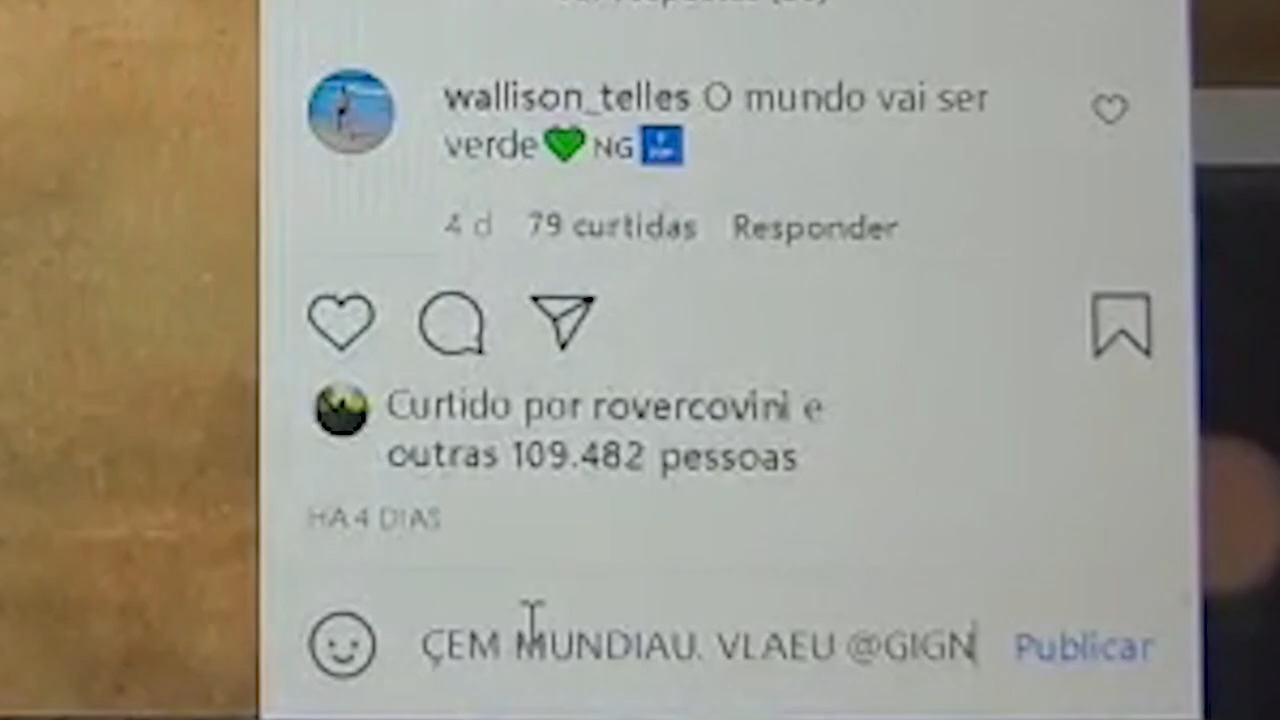 wallison_telles O mundo vai ser
verde💚 NG
4 d 79 curtidas Responder
Curtido por rovercovini e
outras 109.482 pessoas
HÁ 4 DIAS
ÇEM MUNDIAU. VLAEU @GIGN Publicar